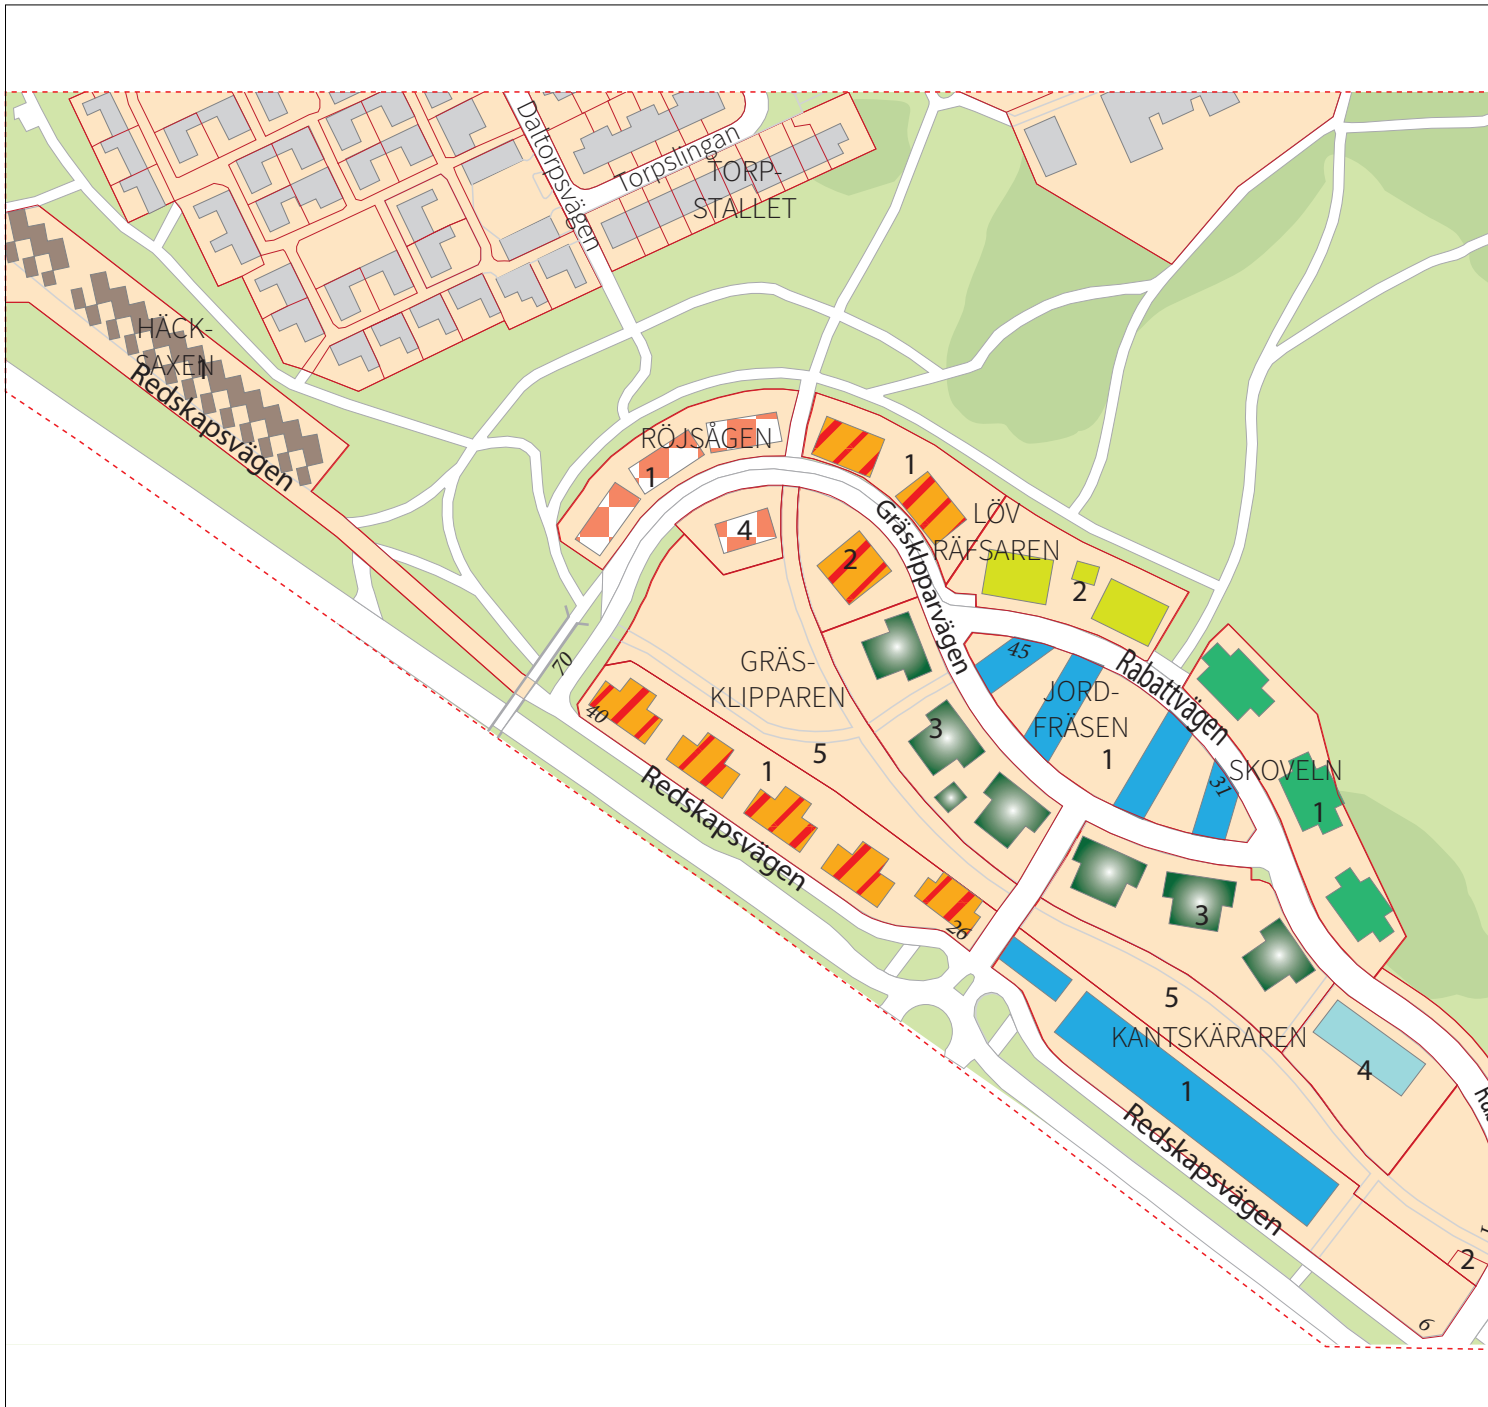 Daltorpsvägen
Torpslingan
TORP-
STALLET
HÄCK-
SAXEN
1
Redskapsvägen
RÖJSÅGEN
1
1
LÖV
RÄFSAREN
2
4
2
Gräsklpparvägen
70
GRÄS-
KLIPPAREN
45
Rabattvägen
JORD-
FRÄSEN
1
31
40
3
5
1
SKOVELN
1
Redskapsvägen
26
3
5
KANTSKÄRAREN
4
1
Redskapsvägen
1
2
6